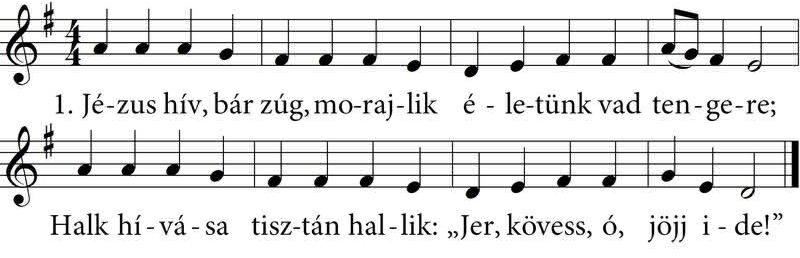 1. Jé-zus hív, bár zúg, mo-raj-lik é - le-tünk vad ten-ge-re;
Halk hí-vá-sa tisz-tán hal-lik: „Jer, kövess, ó, jöjj i - de!”